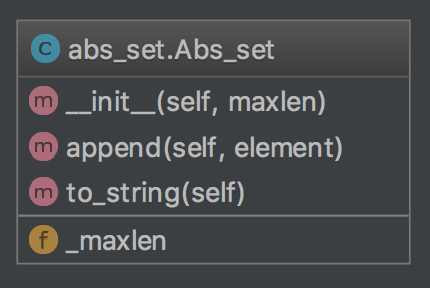 C abs_set.Abs_set
m __init__(self, maxlen)
m append(self, element)
m to_string(self)
f _maxlen